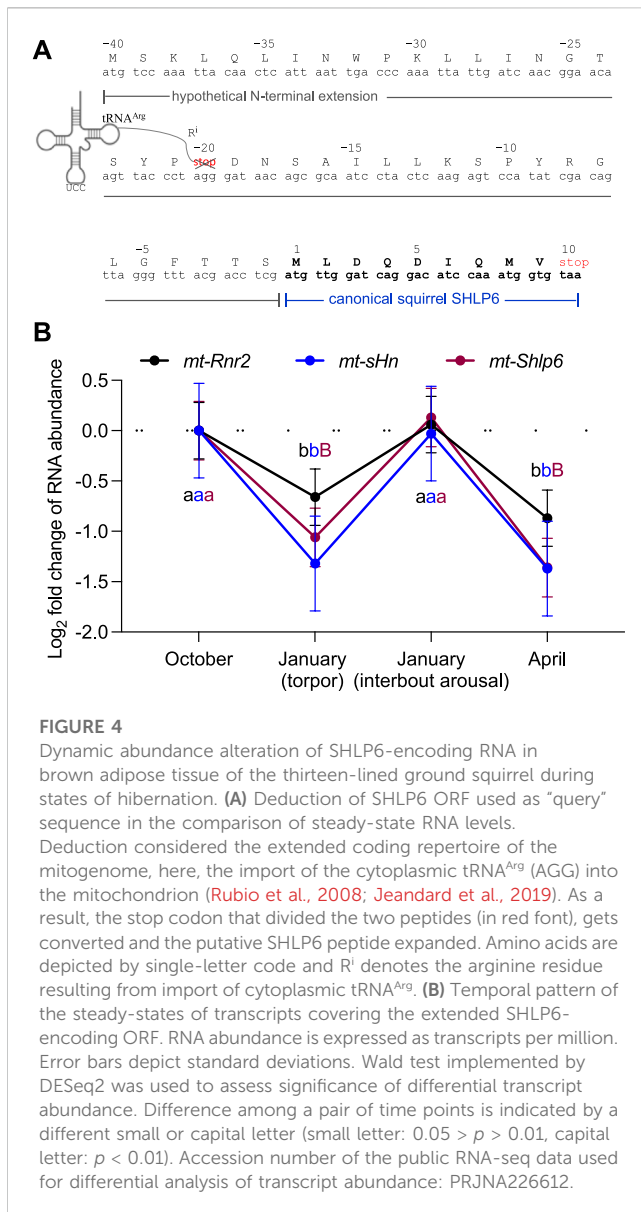 A
-40 -35 -30 -25
M S K L Q L I N W P K L L I N G T
atg tcc aaa tta caa ctc att aat tga ccc aaa tta ttg atc aac gga aca
hypothetical N-terminal extension
tRNAArg
Ri
-20 -15 -10
S Y P stop D N S A I L L K S P Y R G
agt tac cct agg gat aac agc gca atc cta ctc aag agt cca tat cga cag
UCC
-5 1 5 10
L G F T T S M L D Q D I Q M V stop
tta ggg ttt acg acc tcg atg ttg gat cag gac atc caa atg gtg taa
canonical squirrel SHLP6
B
mt-Rnr2 mt-sHn mt-Shlp6
Log2 fold change of RNA abundance
0.5
0.0
-0.5
-1.0
-1.5
-2.0
aaa
bbB
aaa
bbB
October January January April
(torpor) (interbout arousal)
FIGURE 4
Dynamic abundance alteration of SHLP6-encoding RNA in
brown adipose tissue of the thirteen-lined ground squirrel during
states of hibernation. (A) Deduction of SHLP6 ORF used as “query”
sequence in the comparison of steady-state RNA levels.
Deduction considered the extended coding repertoire of the
mitogenome, here, the import of the cytoplasmic tRNAArg (AGG) into
the mitochondrion (Rubio et al., 2008; Jeandard et al., 2019). As a
result, the stop codon that divided the two peptides (in red font), gets
converted and the putative SHLP6 peptide expanded. Amino acids are
depicted by single-letter code and Ri denotes the arginine residue
resulting from import of cytoplasmic tRNAArg. (B) Temporal pattern of
the steady-states of transcripts covering the extended SHLP6-
encoding ORF. RNA abundance is expressed as transcripts per million.
Error bars depict standard deviations. Wald test implemented by
DESeq2 was used to assess significance of differential transcript
abundance. Difference among a pair of time points is indicated by a
different small or capital letter (small letter: 0.05 > p > 0.01, capital
letter: p < 0.01). Accession number of the public RNA-seq data used
for differential analysis of transcript abundance: PRJNA226612.